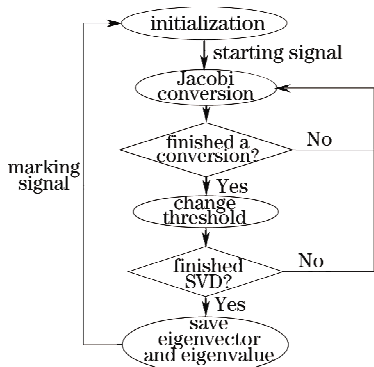 initialization
starting signal
Jacobi
conversion
finished a
conversion?
No
marking
signal
Yes
change
threshold
finished
SVD?
No
Yes
save
eigenvector
and eigenvalue